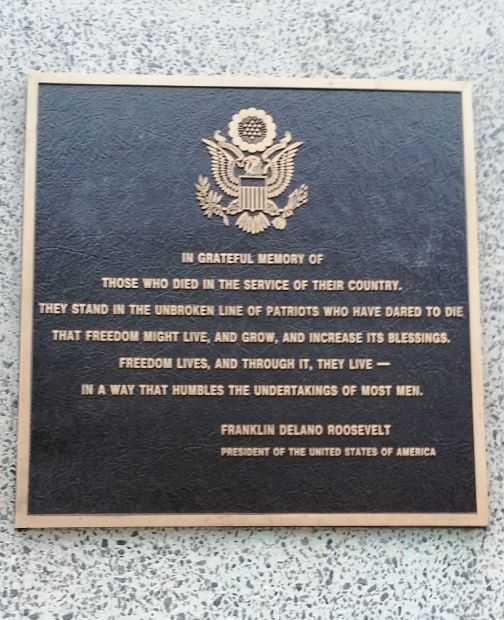 IN GRATEFUL MEMORY OF
THOSE WHO DIED IN THE SERVICE OF THEIR COUNTRY.
THEY STAND IN THE UNBROKEN LINE OF PATRIOTS WHO HAVE DARED TO DIE
THAT FREEDOM MIGHT LIVE, AND GROW, AND INCREASE ITS BLESSINGS.
FREEDOM LIVES, AND THROUGH IT, THEY LIVE —
IN A WAY THAT HUMBLES THE UNDERTAKINGS OF MOST MEN.
FRANKLIN DELANO ROOSEVELT
PRESIDENT OF THE UNITED STATES OF AMERICA